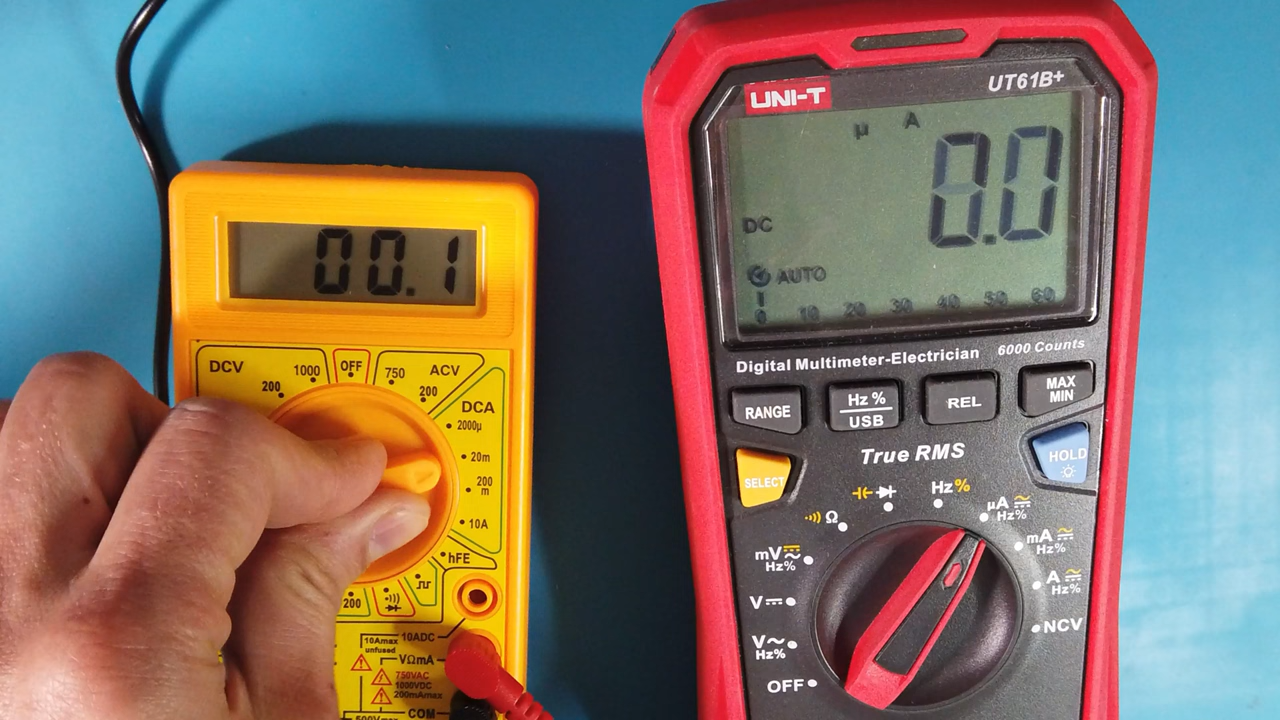 00.1
DCV
1000
OFF
750
ACV
200
200
DCA
2000µ
20m
200
m
10A
hFE
200
10Amax
unfused
10ADC
VΩmA
750VAC
1000VDC
200mAmax
COM
UNI-T
UT61B+
µ A
0.0
DC
AUTO
0 10 20 30 40 50 60
Digital Multimeter-Electrician 6000 Counts
RANGE
Hz %
USB
REL
MAX
MIN
SELECT
True RMS
HOLD
Hz%
µA
Hz%
Ω
mA
Hz%
mV
Hz%
A
Hz%
V
NCV
V~
Hz%
OFF